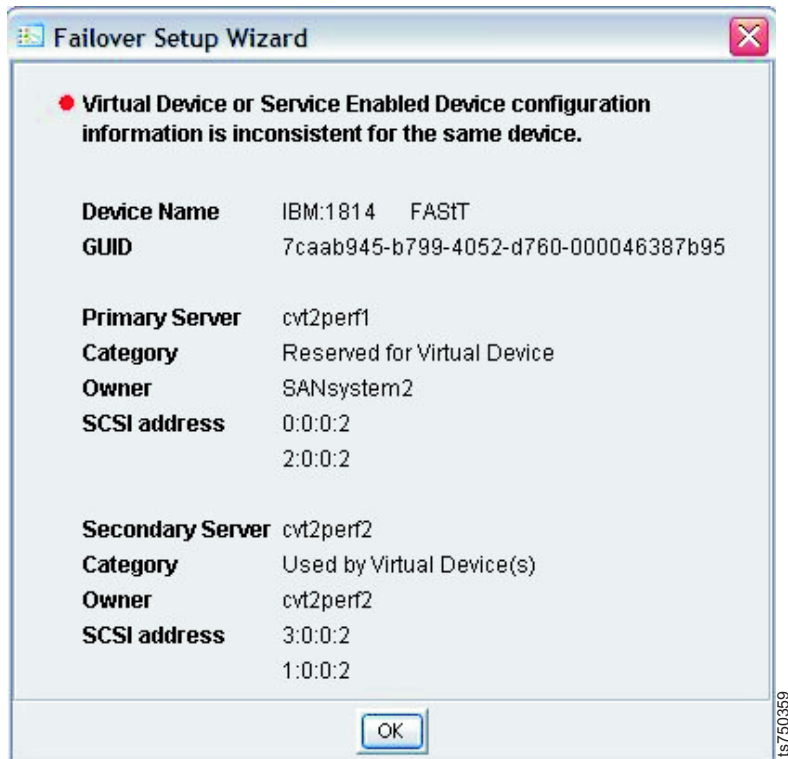 Failover Setup Wizard
Virtual Device or Service Enabled Device configuration
information is inconsistent for the same device.
Device Name IBM:1814 FAStT
GUID 7caab945-b799-4052-d760-000046387b95
Primary Server cvt2perf1
Category Reserved for Virtual Device
Owner SANsystem2
SCSI address 0:0:0:2
2:0:0:2
Secondary Server cvt2perf2
Category Used by Virtual Device(s)
Owner cvt2perf2
SCSI address 3:0:0:2
1:0:0:2
OK
ts750359